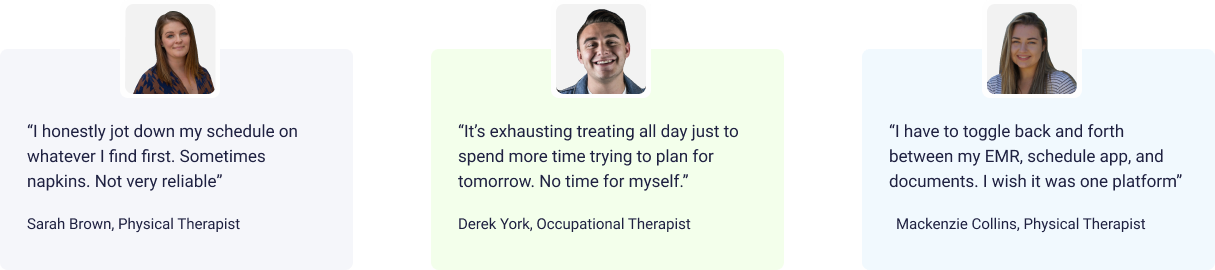 “I honestly jot down my schedule on
whatever I find first. Sometimes
napkins. Not very reliable”
Sarah Brown, Physical Therapist
“It’s exhausting treating all day just to
spend more time trying to plan for
tomorrow. No time for myself.”
Derek York, Occupational Therapist
“I have to toggle back and forth
between my EMR, schedule app, and
documents. I wish it was one platform”
Mackenzie Collins, Physical Therapist